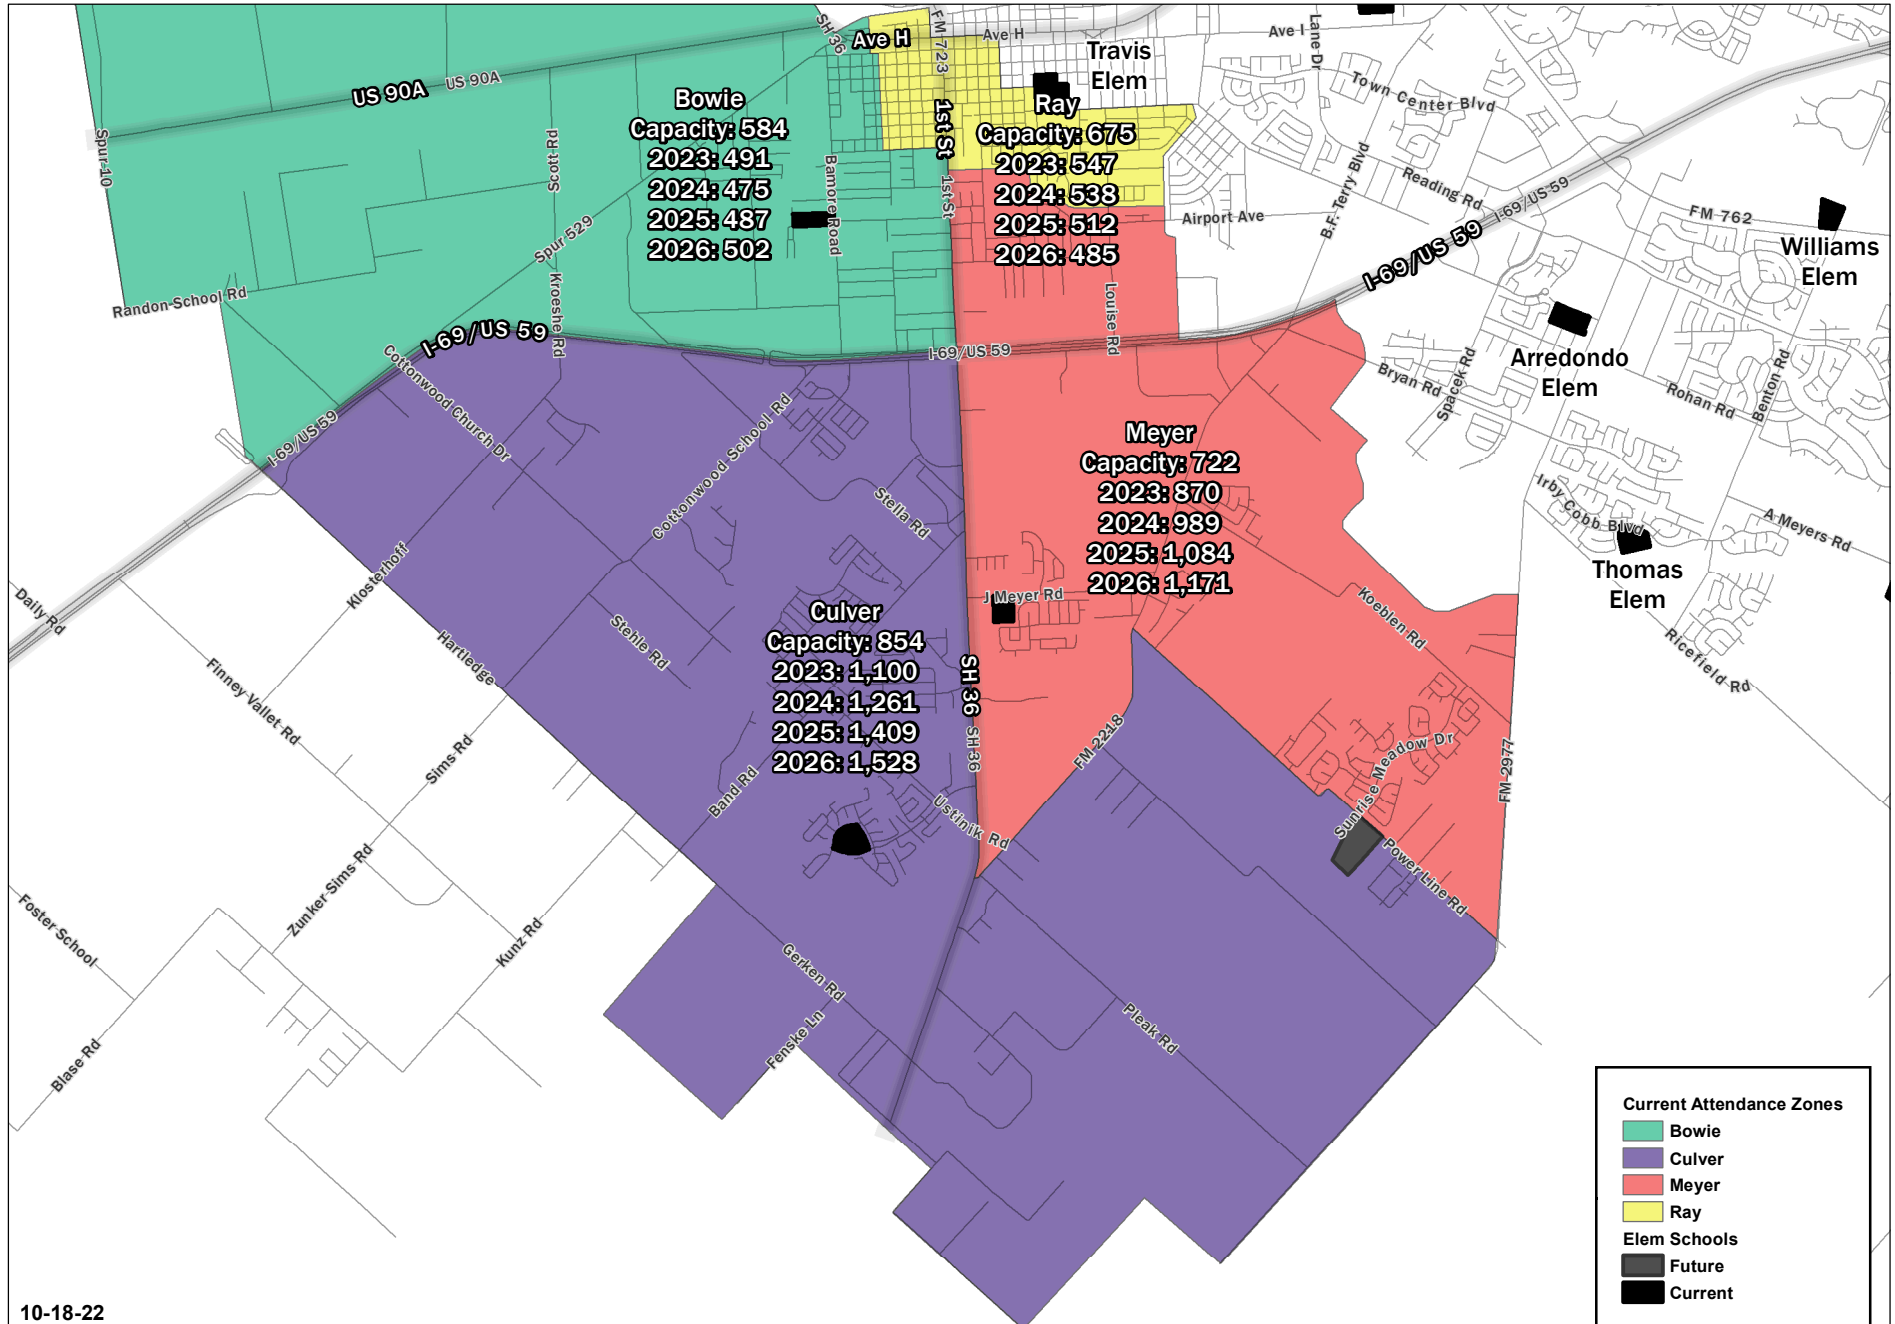 SH 36
Ave H
FM 723
Ave H
Travis
Elem
Ave I
Lane Dr
Town Center Blvd
US 90A
US 90A
Bowie
Capacity: 584
2023: 491
2024: 475
2025: 487
2026: 502
1st St
1st St
Ray
Capacity: 675
2023: 547
2024: 538
2025: 512
2026: 485
Spur 10
Scott Rd
Bamore Road
Spur 529
Kroesche Rd
Randon School Rd
Airport Ave
B.F. Terry Blvd
Reading Rd
I-69/US 59
I-69/US 59
FM 762
Williams
Elem
Louise Rd
I-69/US 59
I-69/US 59
I-69/US 59
Arredondo
Elem
Bryan Rd
Spacek Rd
Rohan Rd
Benton Rd
Cottonwood Church Dr
Cottonwood School Rd
Stella Rd
Meyer
Capacity: 722
2023: 870
2024: 989
2025: 1,084
2026: 1,171
Irby Cobb Blvd
A Meyers Rd
Thomas
Elem
Ricefield Rd
J Meyer Rd
Koeblen Rd
Daily Rd
Klosterhoff
Hartledge
Stehle Rd
Culver
Capacity: 854
2023: 1,100
2024: 1,261
2025: 1,409
2026: 1,528
SH 36
SH 36
Finney Vallet Rd
Sims Rd
Band Rd
Ustinik Rd
FM 2218
Sunrise Meadow Dr
FM 2977
Power Line Rd
Foster School
Zunker-Sims Rd
Kunz Rd
Gerken Rd
Fenske Ln
Pleak Rd
Blase Rd
Current Attendance Zones
Bowie
Culver
Meyer
Ray
Elem Schools
Future
Current
10-18-22